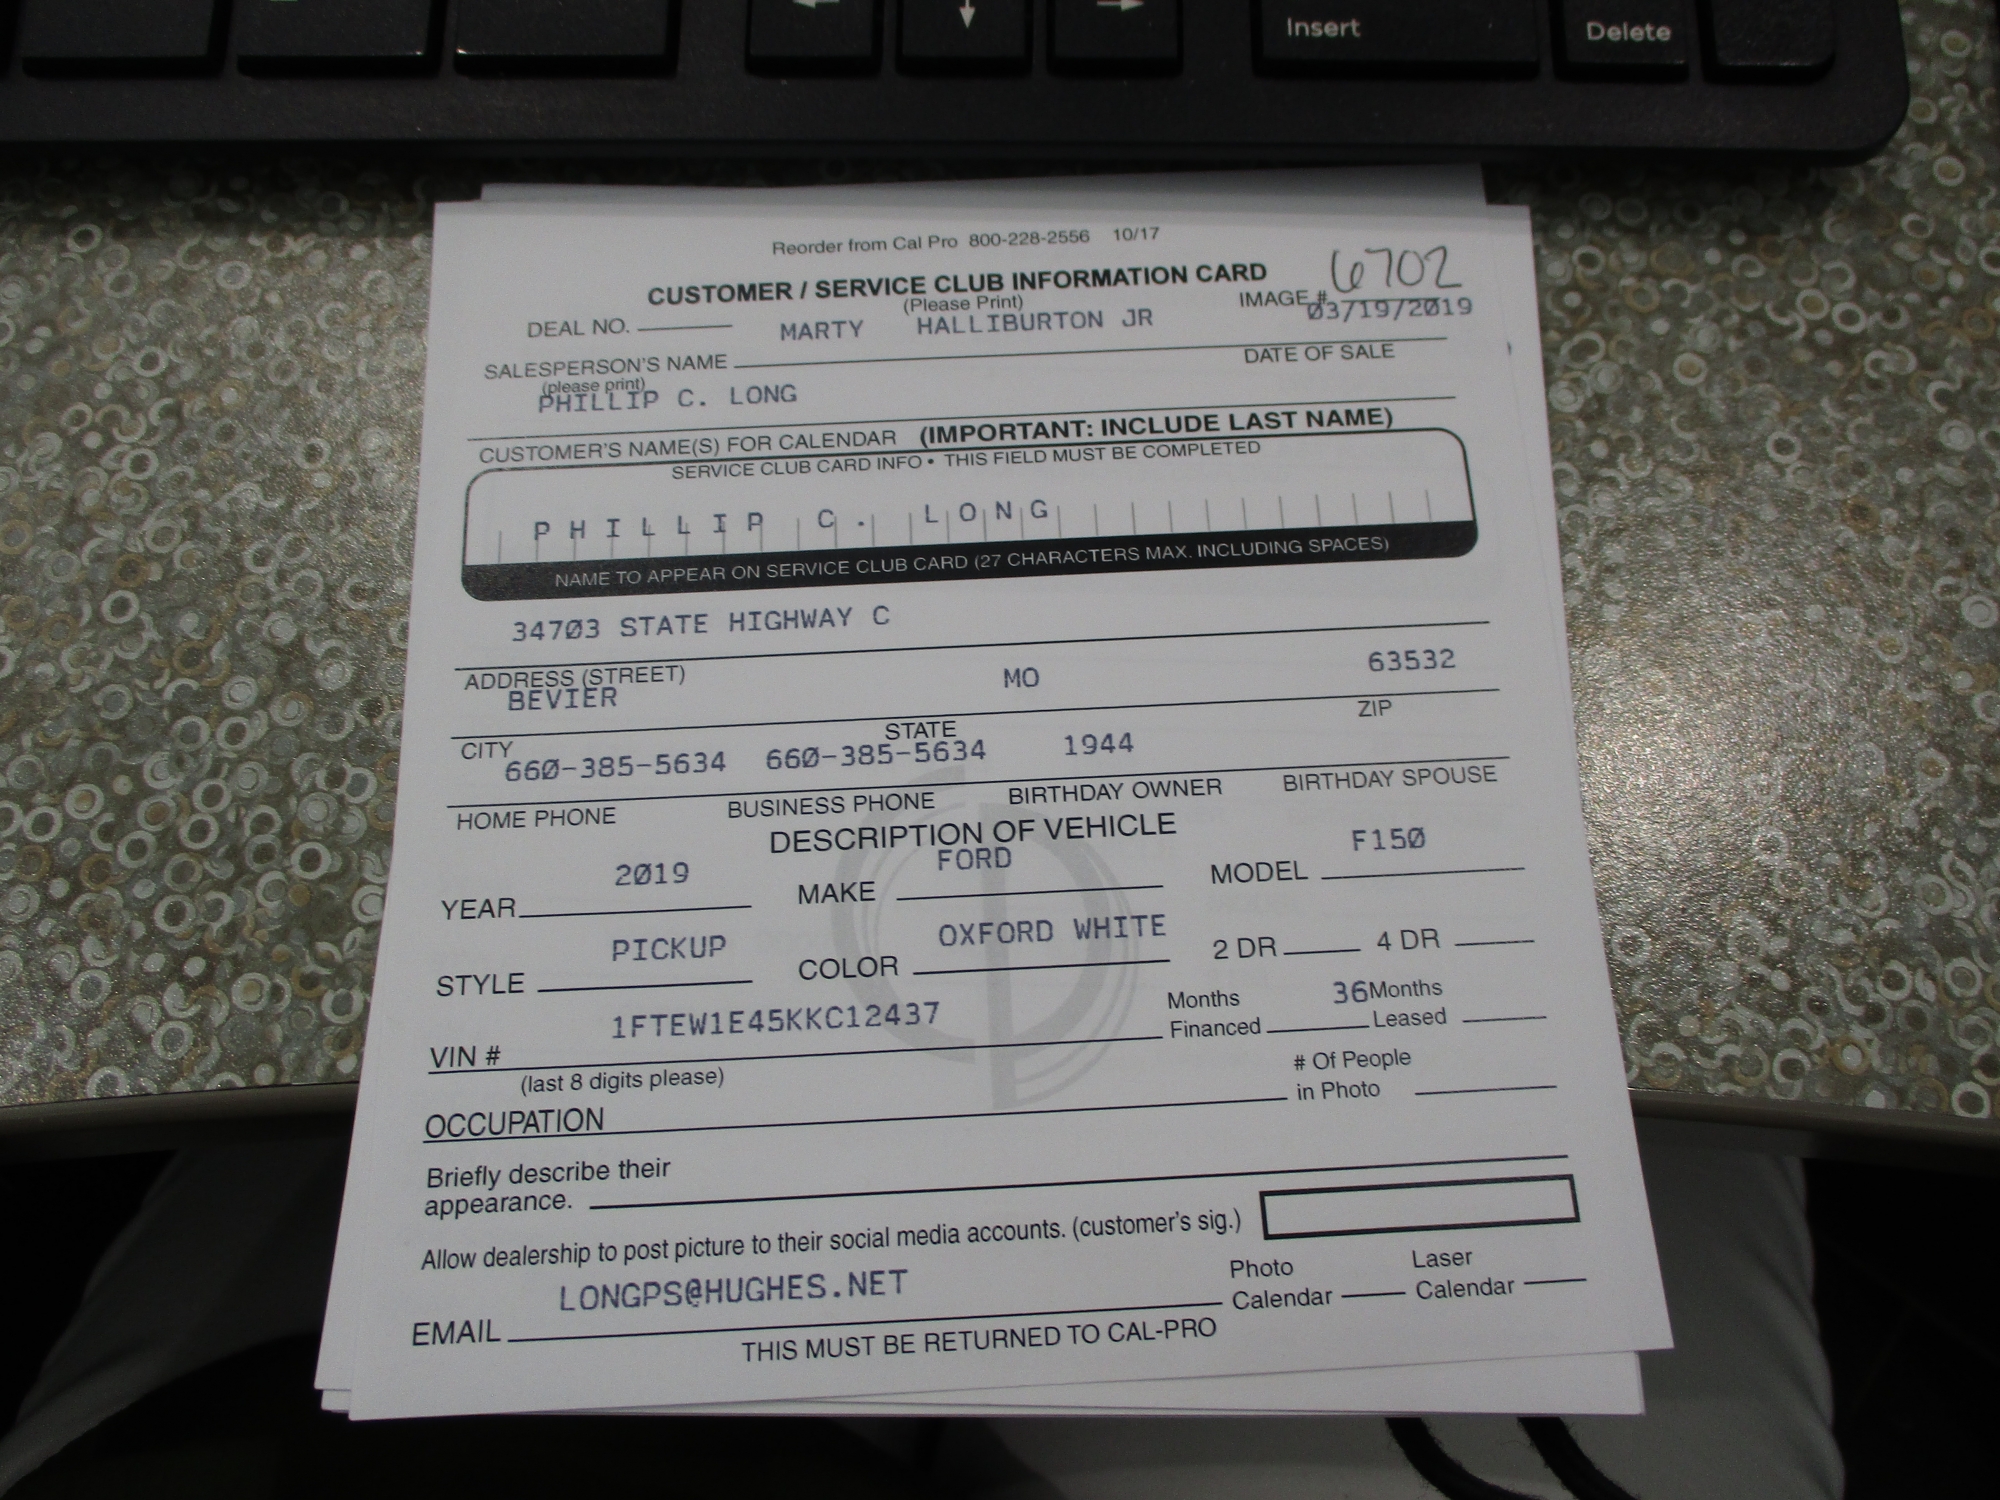 Insert Delete
Reorder from Cal Pro 800-228-2556 10/17
CUSTOMER / SERVICE CLUB INFORMATION CARD
(Please Print)
IMAGE # 6702
DEAL NO. MARTY HALLIBURTON JR 03/19/2019
SALESPERSON'S NAME DATE OF SALE
(please print)
PHILLIP C. LONG
CUSTOMER'S NAME(S) FOR CALENDAR (IMPORTANT: INCLUDE LAST NAME)
SERVICE CLUB CARD INFO • THIS FIELD MUST BE COMPLETED
PHILLIP C. LONG
NAME TO APPEAR ON SERVICE CLUB CARD (27 CHARACTERS MAX. INCLUDING SPACES)
34703 STATE HIGHWAY C
ADDRESS (STREET)
BEVIER MO 63532
CITY STATE ZIP
660-385-5634 660-385-5634 1944
HOME PHONE BUSINESS PHONE BIRTHDAY OWNER BIRTHDAY SPOUSE
DESCRIPTION OF VEHICLE
YEAR 2019 MAKE FORD MODEL F150
STYLE PICKUP COLOR OXFORD WHITE 2 DR 4 DR
VIN # 1FTEW1E45KKC12437 Months Financed 36 Months Leased
(last 8 digits please)
OCCUPATION # Of People in Photo
Briefly describe their
appearance.
Allow dealership to post picture to their social media accounts. (customer's sig.)
EMAIL LONGPS@HUGHES.NET Photo Calendar Laser Calendar
THIS MUST BE RETURNED TO CAL-PRO